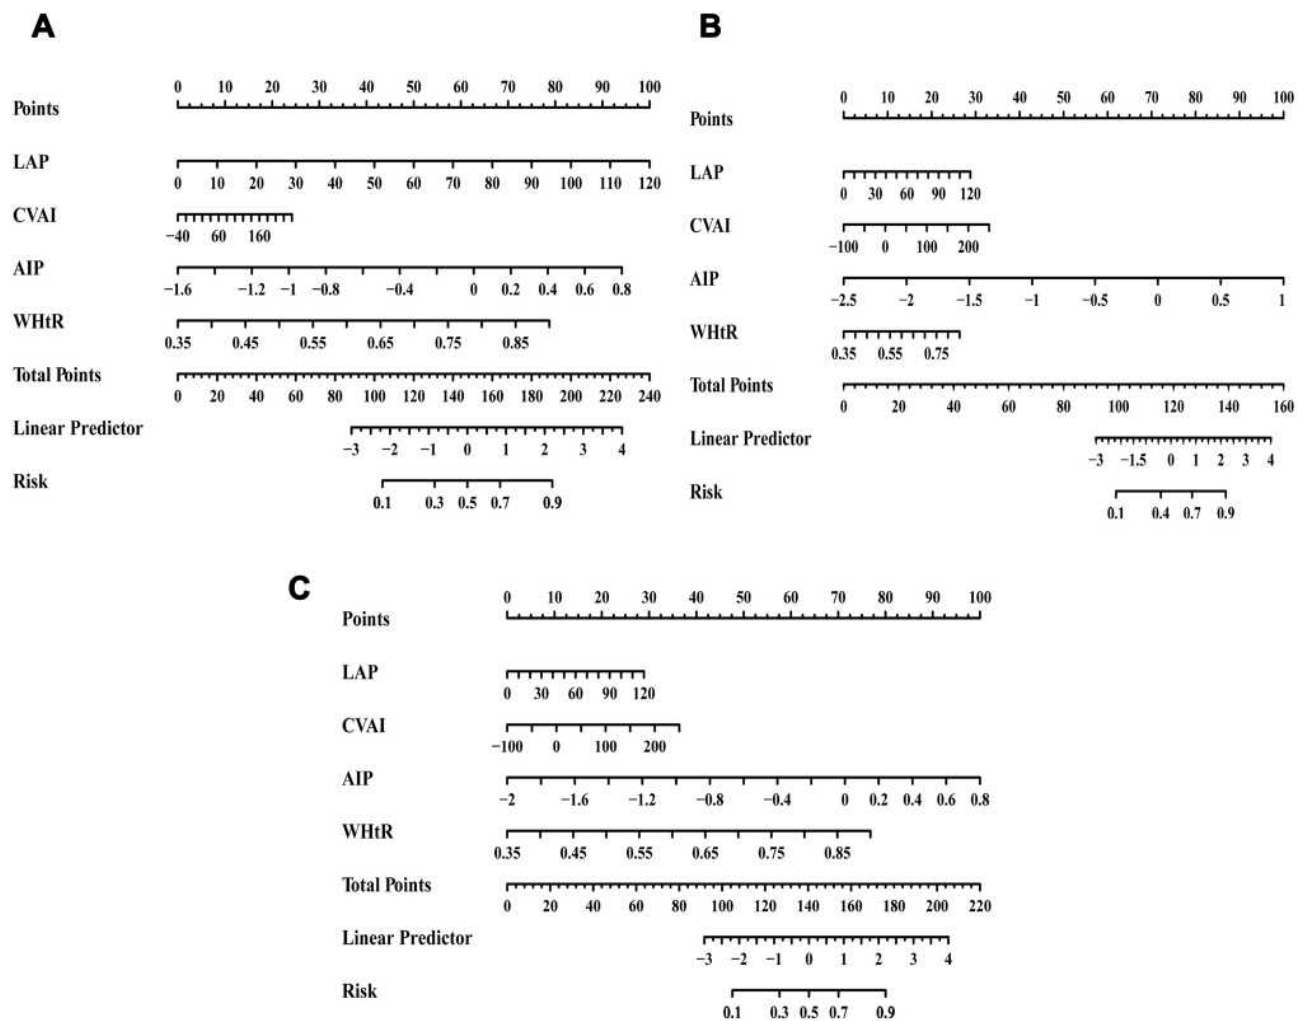 A
0 10 20 30 40 50 60 70 80 90 100
Points
LAP
0 10 20 30 40 50 60 70 80 90 100 110 120
CVAI
−40 60 160
AIP
−1.6 −1.2 −1 −0.8 −0.4 0 0.2 0.4 0.6 0.8
WHtR
0.35 0.45 0.55 0.65 0.75 0.85
Total Points
0 20 40 60 80 100 120 140 160 180 200 220 240
Linear Predictor
−3 −2 −1 0 1 2 3 4
Risk
0.1 0.3 0.5 0.7 0.9
B
0 10 20 30 40 50 60 70 80 90 100
Points
LAP
0 30 60 90 120
CVAI
−100 0 100 200
AIP
−2.5 −2 −1.5 −1 −0.5 0 0.5 1
WHtR
0.35 0.55 0.75
Total Points
0 20 40 60 80 100 120 140 160
Linear Predictor
−3 −1.5 0 1 2 3 4
Risk
0.1 0.4 0.7 0.9
C
0 10 20 30 40 50 60 70 80 90 100
Points
LAP
0 30 60 90 120
CVAI
−100 0 100 200
AIP
−2 −1.6 −1.2 −0.8 −0.4 0 0.2 0.4 0.6 0.8
WHtR
0.35 0.45 0.55 0.65 0.75 0.85
Total Points
0 20 40 60 80 100 120 140 160 180 200 220
Linear Predictor
−3 −2 −1 0 1 2 3 4
Risk
0.1 0.3 0.5 0.7 0.9